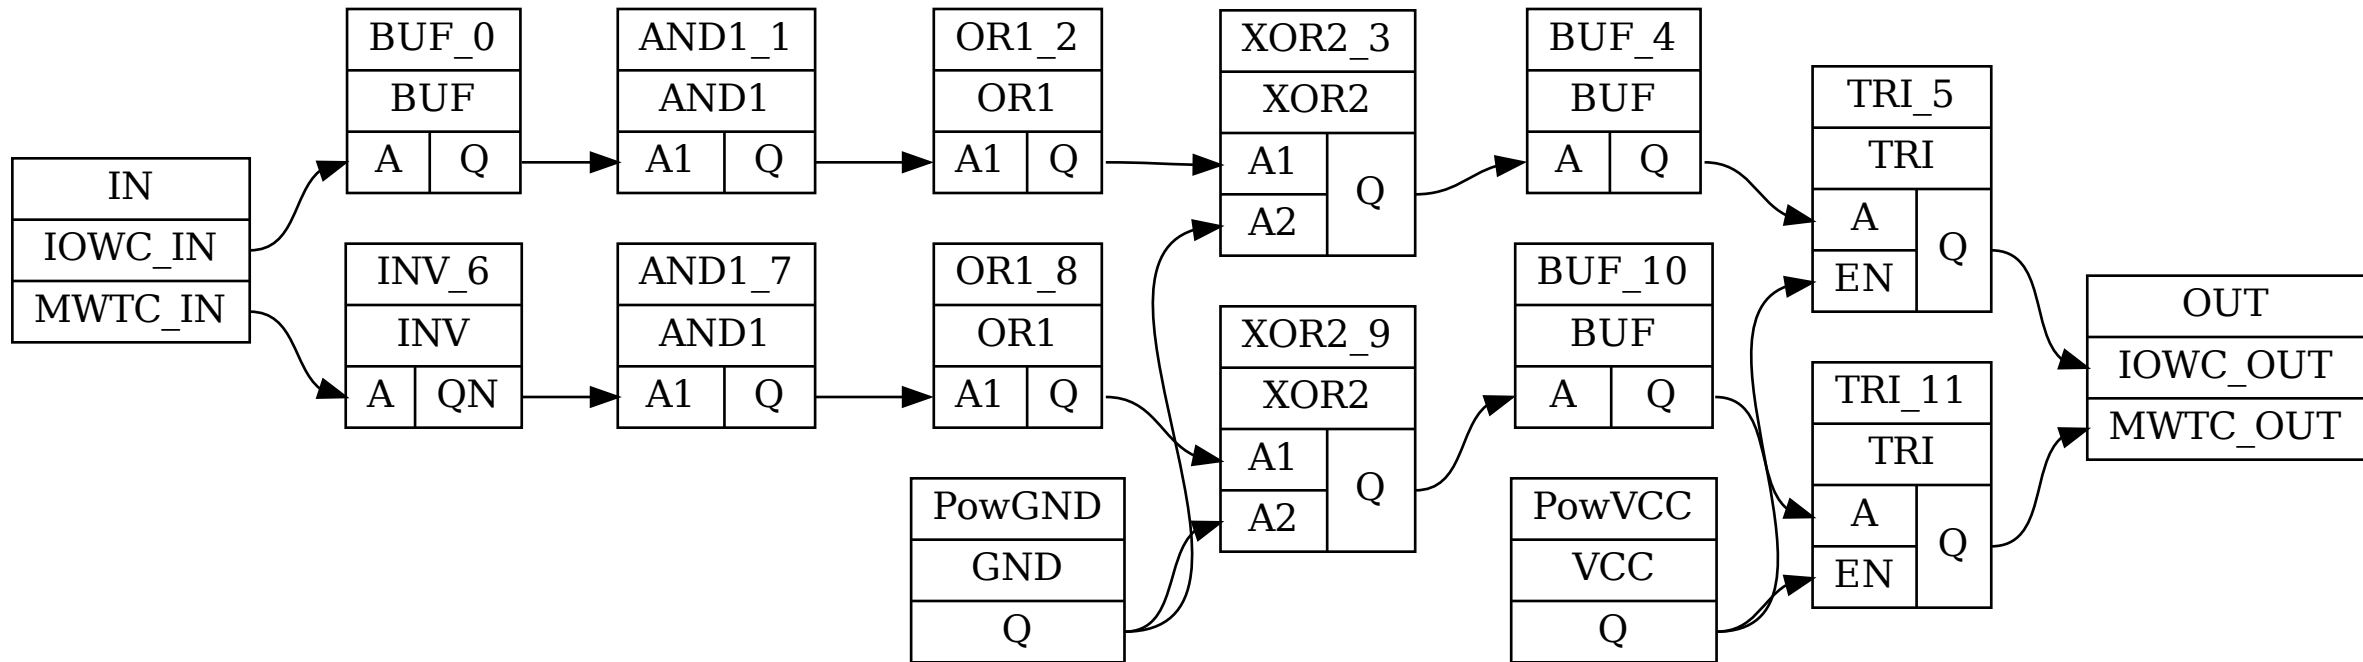 IN
IOWC_IN
MWTC_IN
BUF_0
BUF
A Q
INV_6
INV
A QN
AND1_1
AND1
A1 Q
AND1_7
AND1
A1 Q
OR1_2
OR1
A1 Q
OR1_8
OR1
A1 Q
PowGND
GND
Q
XOR2_3
XOR2
A1
A2
Q
XOR2_9
XOR2
A1
A2
Q
BUF_4
BUF
A Q
BUF_10
BUF
A Q
PowVCC
VCC
Q
TRI_5
TRI
A
EN
Q
TRI_11
TRI
A
EN
Q
OUT
IOWC_OUT
MWTC_OUT